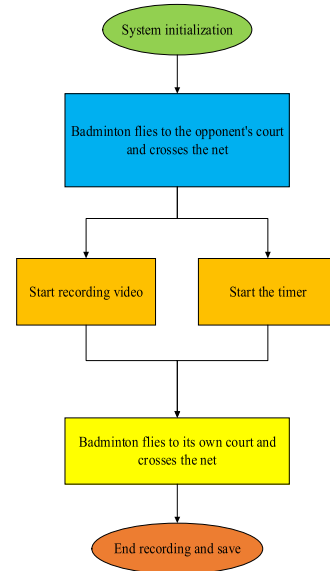 System initialization
Badminton flies to the opponent's court
and crosses the net
Start recording video
Start the timer
Badminton flies to its own court and
crosses the net
End recording and save